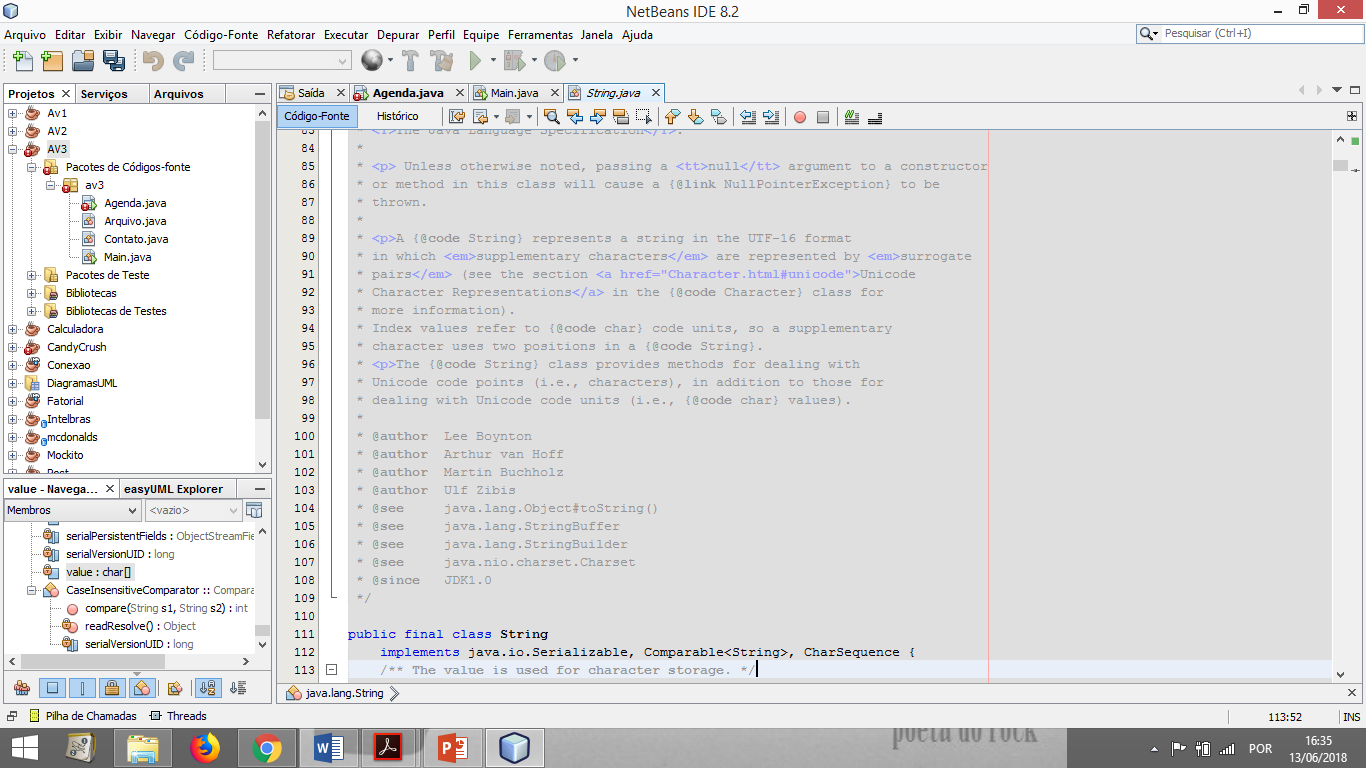 NetBeans IDE 8.2
Arquivo Editar Exibir Navegar Código-Fonte Refatorar Executar Depurar Perfil Equipe Ferramentas Janela Ajuda
Pesquisar (Ctrl+I)
Projetos Serviços Arquivos
Av1
AV2
AV3
Pacotes de Códigos-fonte
av3
Agenda.java
Arquivo.java
Contato.java
Main.java
Pacotes de Teste
Bibliotecas
Bibliotecas de Testes
Calculadora
CandyCrush
Conexao
DiagramasUML
Fatorial
Intelbras
mcdonalds
Mockito
value - Navega... easyUML Explorer
Membros <vazio>
serialPersistentFields : ObjectStreamFie
serialVersionUID : long
value : char[]
CaseInsensitiveComparator :: Compara
compare(String s1, String s2) : int
readResolve() : Object
serialVersionUID : long
Saída Agenda.java Main.java String.java
Código-Fonte Histórico
83 * <i>The Java Language Specification</i>.
84 *
85 * <p> Unless otherwise noted, passing a <tt>null</tt> argument to a constructor
86 * or method in this class will cause a {@link NullPointerException} to be
87 * thrown.
88 *
89 * <p>A {@code String} represents a string in the UTF-16 format
90 * in which <em>supplementary characters</em> are represented by <em>surrogate
91 * pairs</em> (see the section <a href="Character.html#unicode">Unicode
92 * Character Representations</a> in the {@code Character} class for
93 * more information).
94 * Index values refer to {@code char} code units, so a supplementary
95 * character uses two positions in a {@code String}.
96 * <p>The {@code String} class provides methods for dealing with
97 * Unicode code points (i.e., characters), in addition to those for
98 * dealing with Unicode code units (i.e., {@code char} values).
99 *
100 * @author Lee Boynton
101 * @author Arthur van Hoff
102 * @author Martin Buchholz
103 * @author Ulf Zibis
104 * @see java.lang.Object#toString()
105 * @see java.lang.StringBuffer
106 * @see java.lang.StringBuilder
107 * @see java.nio.charset.Charset
108 * @since JDK1.0
109 */
110
111 public final class String
112 implements java.io.Serializable, Comparable<String>, CharSequence {
113 /** The value is used for character storage. */
java.lang.String
Pilha de Chamadas Threads
113:52 INS
poeta do rock
POR
16:35
13/06/2018